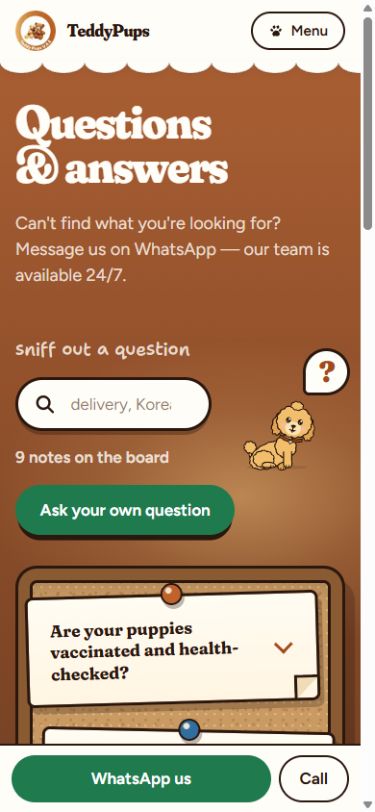 TeddyPups
Menu
Questions
& answers
Can't find what you're looking for?
Message us on WhatsApp — our team is
available 24/7.
sniff out a question
?
delivery, Korea
9 notes on the board
Ask your own question
Are your puppies
vaccinated and health-
checked?
WhatsApp us
Call